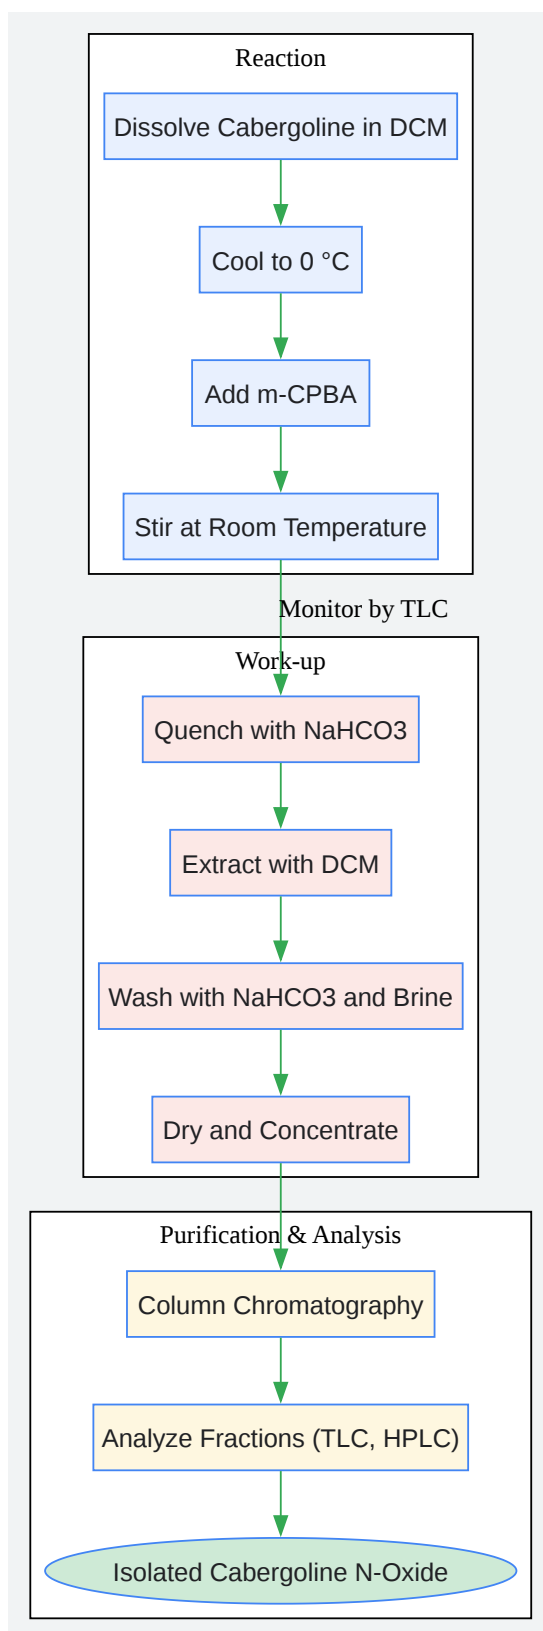 Reaction
Dissolve Cabergoline in DCM
Cool to 0 °C
Add m-CPBA
Stir at Room Temperature
Monitor by TLC
Work-up
Quench with NaHCO3
Extract with DCM
Wash with NaHCO3 and Brine
Dry and Concentrate
Purification & Analysis
Column Chromatography
Analyze Fractions (TLC, HPLC)
Isolated Cabergoline N-Oxide